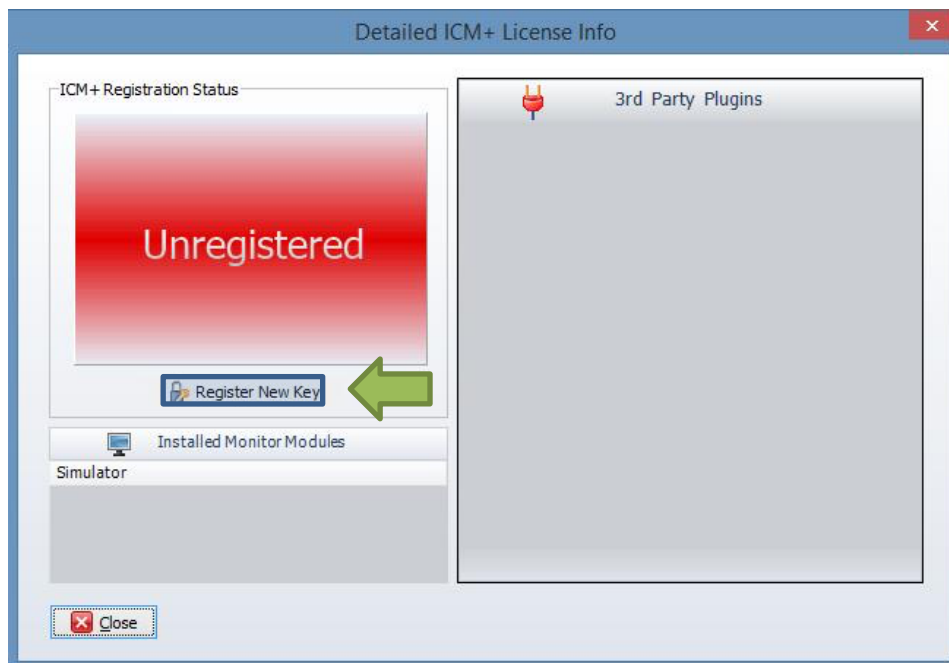 Detailed ICM+ License Info
ICM+ Registration Status
Unregistered
Register New Key
Installed Monitor Modules
Simulator
3rd Party Plugins
Close